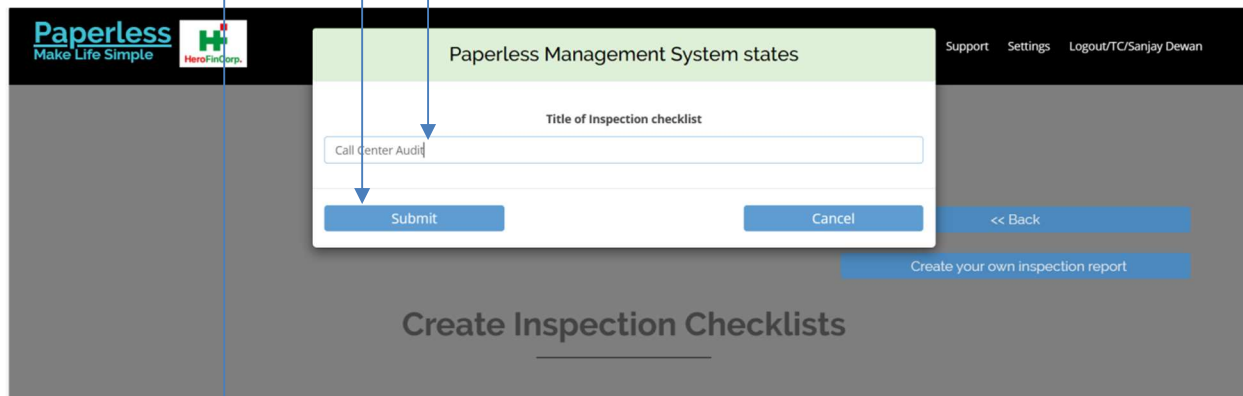 Paperless
Make Life Simple
HeroFinCorp.
Paperless Management System states
Support Settings Logout/TC/Sanjay Dewan
Title of Inspection checklist
Call Center Audit
Submit
Cancel
<< Back
Create your own inspection report
Create Inspection Checklists